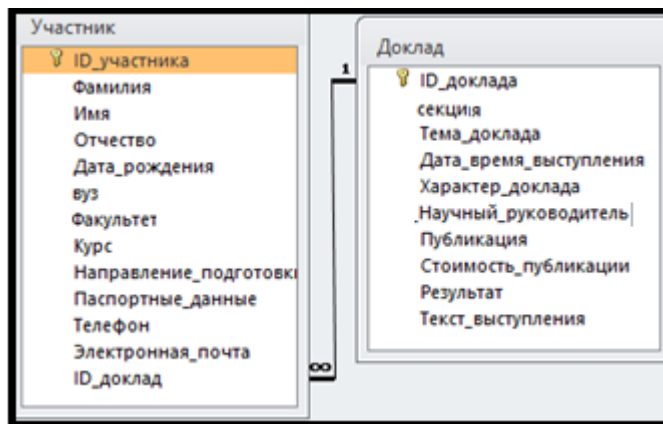 Участник
ID_участника
Фамилия
Имя
Отчество
Дата_рождения
вуз
Факультет
Курс
Направление_подготовки
Паспортные_данные
Телефон
Электронная_почта
ID_доклад
1
∞
Доклад
ID_доклада
секция
Тема_доклада
Дата_время_выступления
Характер_доклада
Научный_руководитель
Публикация
Стоимость_публикации
Результат
Текст_выступления